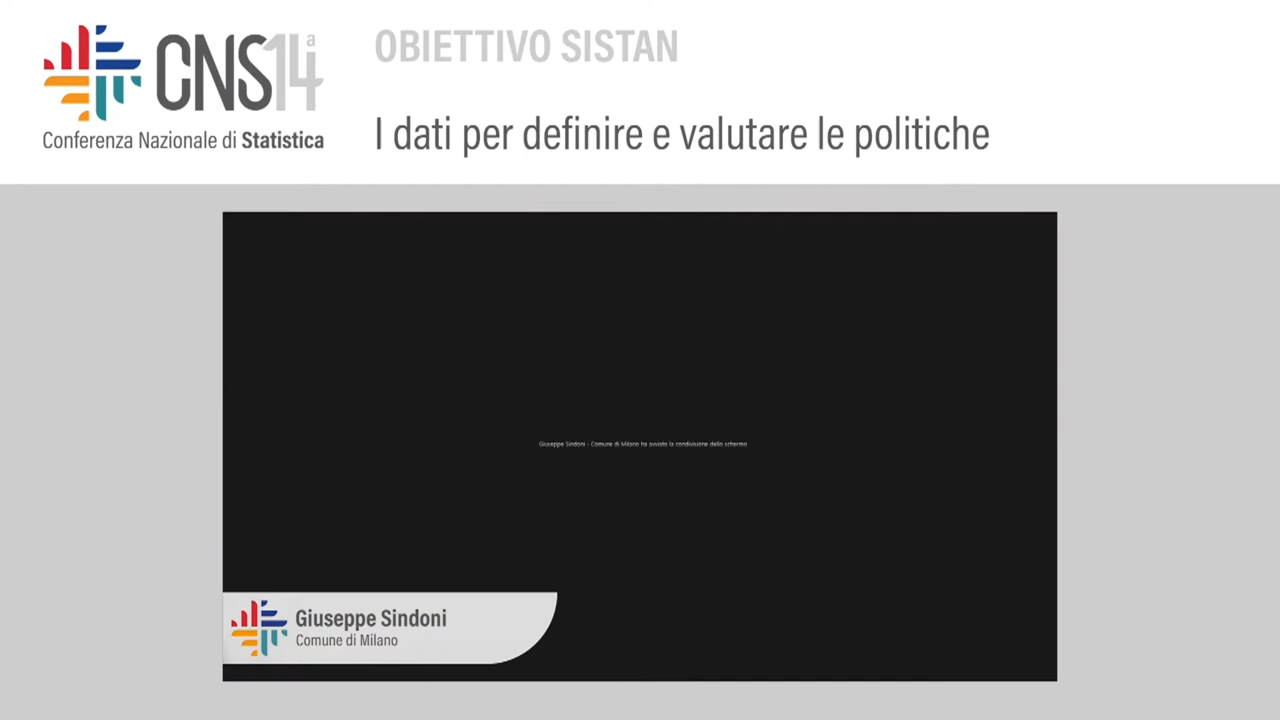 CNS14a
Conferenza Nazionale di Statistica
OBIETTIVO SISTAN
I dati per definire e valutare le politiche
Giuseppe Sindoni - Comune di Milano ha avviato la condivisione dello schermo
Giuseppe Sindoni
Comune di Milano